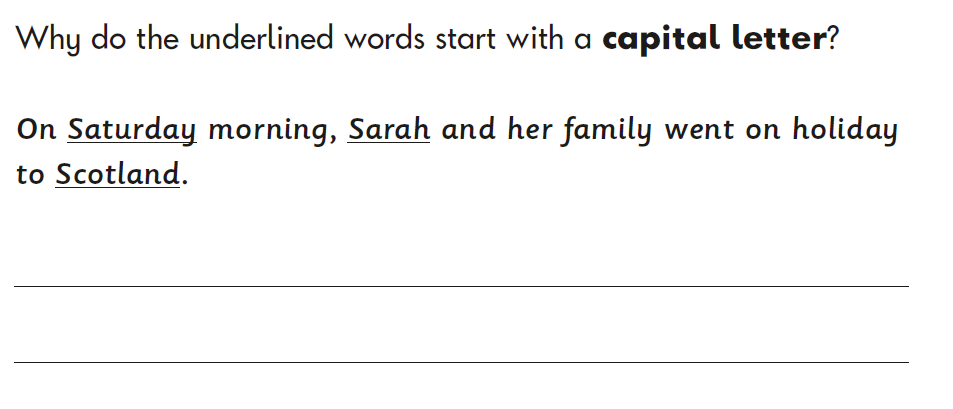 Why do the underlined words start with a capital letter?
On Saturday morning, Sarah and her family went on holiday
to Scotland.